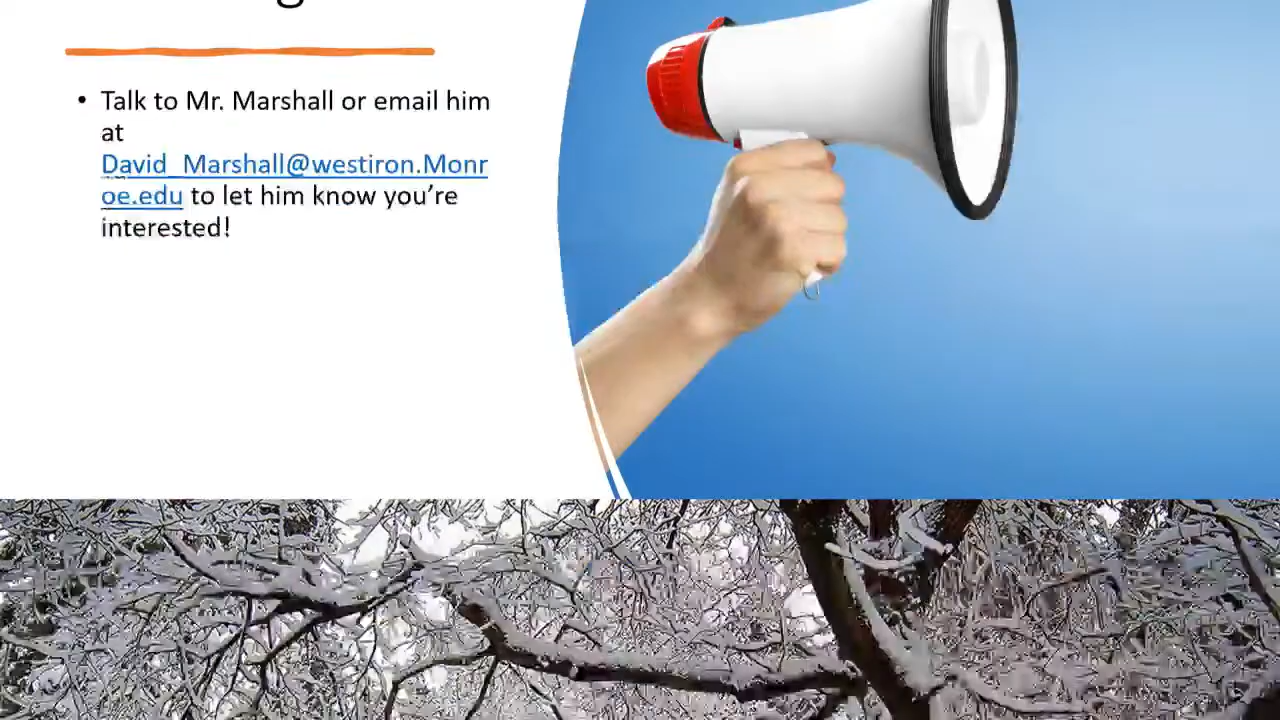 • Talk to Mr. Marshall or email him
at
David_Marshall@westiron.Monr
oe.edu to let him know you’re
interested!